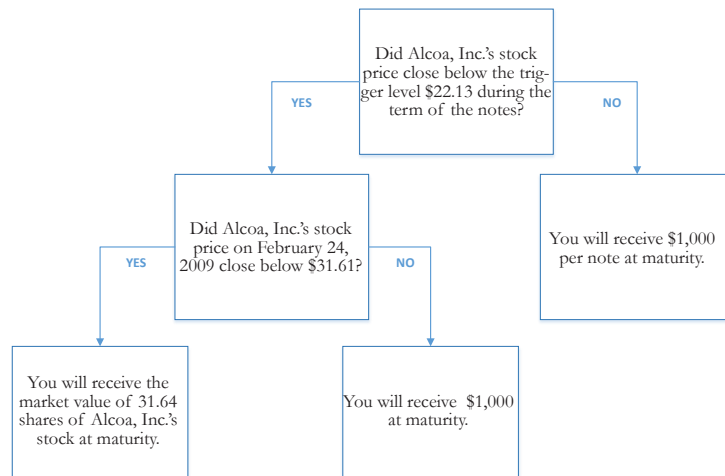 Did Alcoa, Inc.'s stock
price close below the trig-
ger level $22.13 during the
term of the notes?
YES
NO
Did Alcoa, Inc.'s stock
price on February 24,
2009 close below $31.61?
You will receive $1,000
per note at maturity.
YES
NO
You will receive the
market value of 31.64
shares of Alcoa, Inc.'s
stock at maturity.
You will receive $1,000
at maturity.